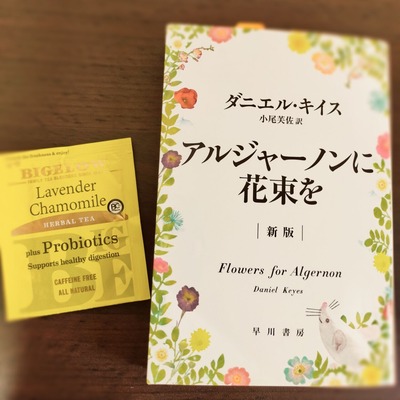 BIGELOW
Lavender
Chamomile
HERBAL TEA
plus Probiotics
Supports healthy digestion
CAFFEINE FREE
ALL NATURAL
ダニエル・キイス
小尾芙佐 訳
アルジャーノンに
花束を
新版
Flowers for Algernon
Daniel Keyes
早川書房